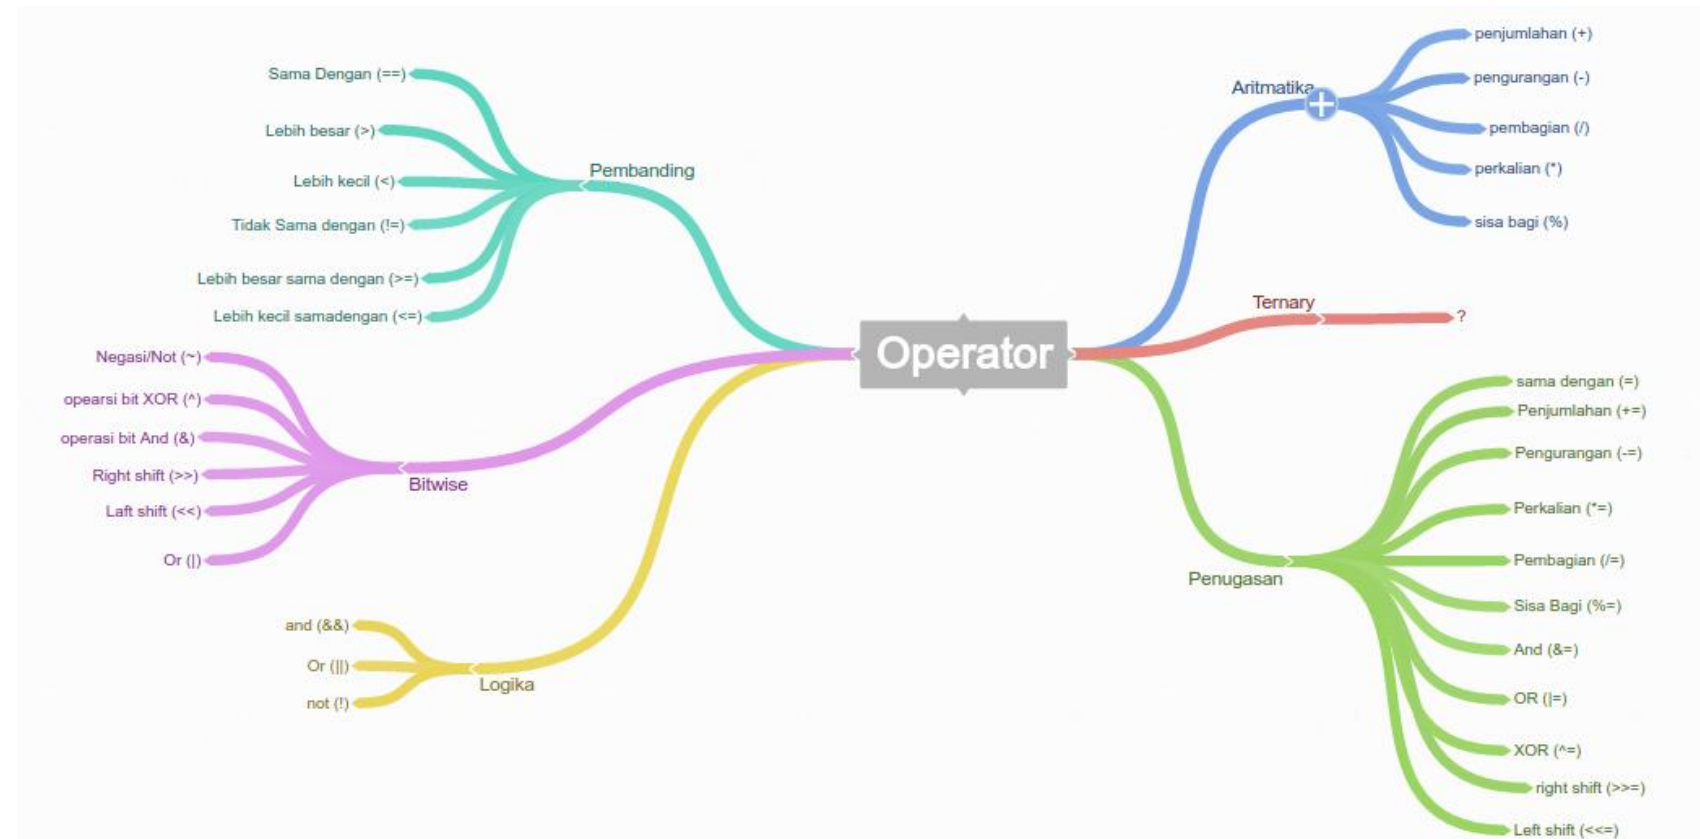 Operator
Pembanding
Sama Dengan (==)
Lebih besar (>)
Lebih kecil (<)
Tidak Sama dengan (!=)
Lebih besar sama dengan (>=)
Lebih kecil samadengan (<=)
Bitwise
Negasi/Not (~)
opearsi bit XOR (^)
operasi bit And (&)
Right shift (>>)
Laft shift (<<)
Or (|)
Logika
and (&&)
Or (||)
not (!)
Aritmatika
penjumlahan (+)
pengurangan (-)
pembagian (/)
perkalian (*)
sisa bagi (%)
Ternary
?
Penugasan
sama dengan (=)
Penjumlahan (+=)
Pengurangan (-=)
Perkalian (*=)
Pembagian (/=)
Sisa Bagi (%=)
And (&=)
OR (|=)
XOR (^=)
right shift (>>=)
Left shift (<<=)